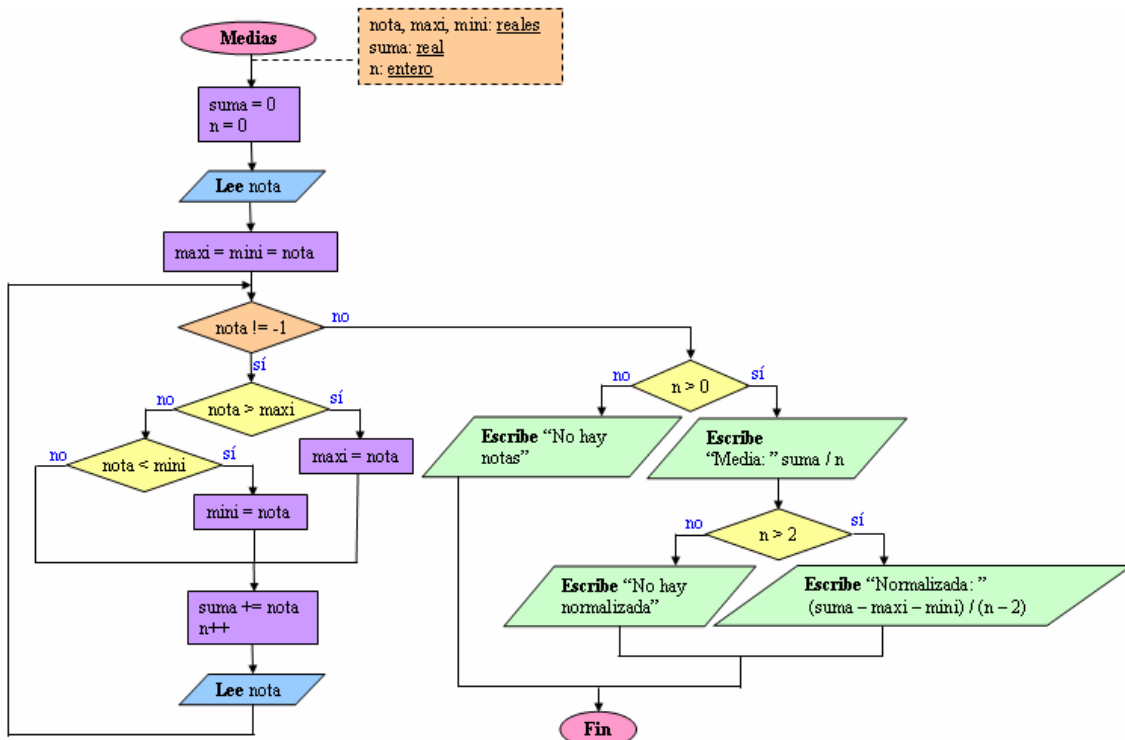 Medias
nota, maxi, mini: reales
suma: real
n: entero
suma = 0
n = 0
Lee nota
maxi = mini = nota
nota != -1
no
sí
nota > maxi
no
sí
nota < mini
no
sí
maxi = nota
mini = nota
suma += nota
n++
Lee nota
n > 0
no
sí
Escribe “No hay
notas”
Escribe
“Media: ” suma / n
n > 2
no
sí
Escribe “No hay
normalizada”
Escribe “Normalizada: ”
(suma – maxi – mini) / (n – 2)
Fin